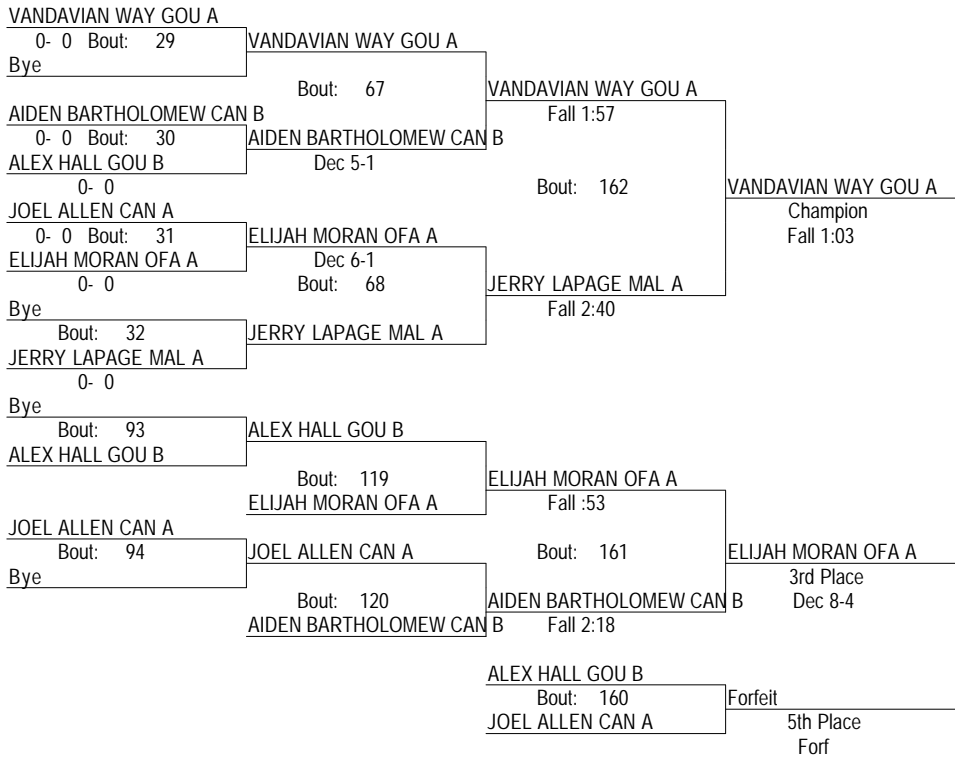 VANDAVIAN WAY GOU A
0- 0 Bout: 29 VANDAVIAN WAY GOU A
Bye
Bout: 67 VANDAVIAN WAY GOU A
AIDEN BARTHOLOMEW CAN B Fall 1:57
0- 0 Bout: 30 AIDEN BARTHOLOMEW CAN B
ALEX HALL GOU B Dec 5-1
0- 0 Bout: 162 VANDAVIAN WAY GOU A
JOEL ALLEN CAN A Champion
0- 0 Bout: 31 ELIJAH MORAN OFA A Fall 1:03
ELIJAH MORAN OFA A Dec 6-1
0- 0 Bout: 68 JERRY LAPAGE MAL A
Bye Fall 2:40
Bout: 32 JERRY LAPAGE MAL A
JERRY LAPAGE MAL A
0- 0
Bye
Bout: 93 ALEX HALL GOU B
ALEX HALL GOU B
Bout: 119 ELIJAH MORAN OFA A
ELIJAH MORAN OFA A Fall :53
JOEL ALLEN CAN A
Bout: 94 JOEL ALLEN CAN A Bout: 161 ELIJAH MORAN OFA A
Bye 3rd Place
Bout: 120 AIDEN BARTHOLOMEW CAN B Dec 8-4
AIDEN BARTHOLOMEW CAN B Fall 2:18
ALEX HALL GOU B
Bout: 160 Forfeit
JOEL ALLEN CAN A 5th Place
Forf